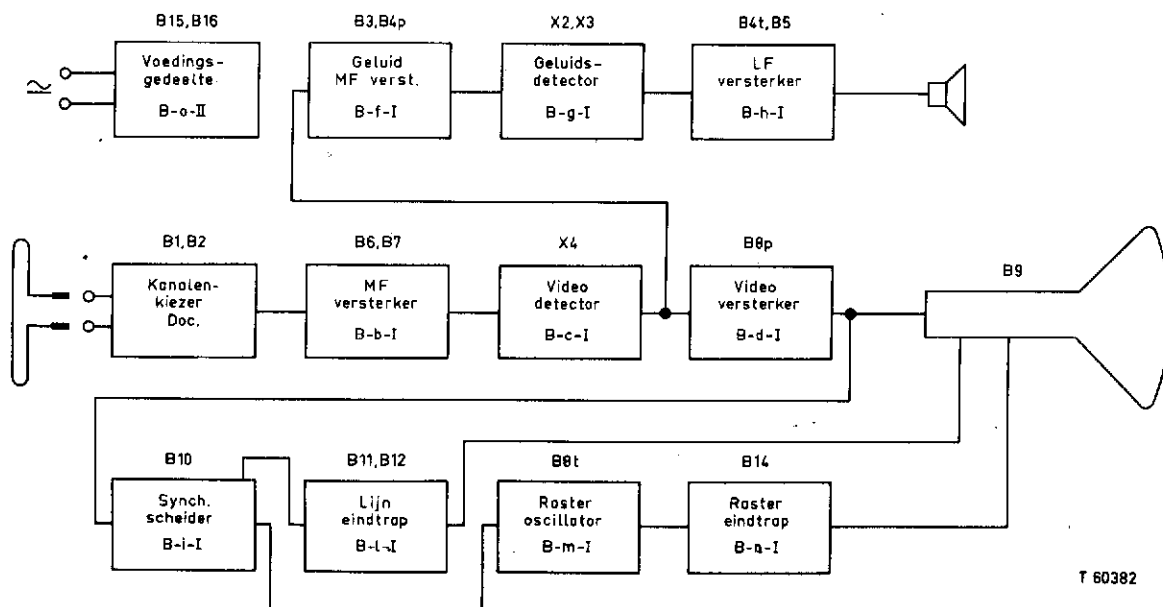 B15, B16
B3, B4p
X2, X3
B4t, B5
Voedings-
gedeelte
B-a-II
Geluid
MF verst.
B-f-I
Geluids-
detector
B-g-I
LF
versterker
B-h-I
B1, B2
B6, B7
X4
B8p
B9
Kanalen-
kiezer
Doc.
MF
versterker
B-b-I
Video
detector
B-c-I
Video
versterker
B-d-I
B10
B11, B12
B8t
B14
Synch.
scheider
B-i-I
Lijn
eindtrap
B-l-I
Raster
oscillator
B-m-I
Raster
eindtrap
B-n-I
T 60382